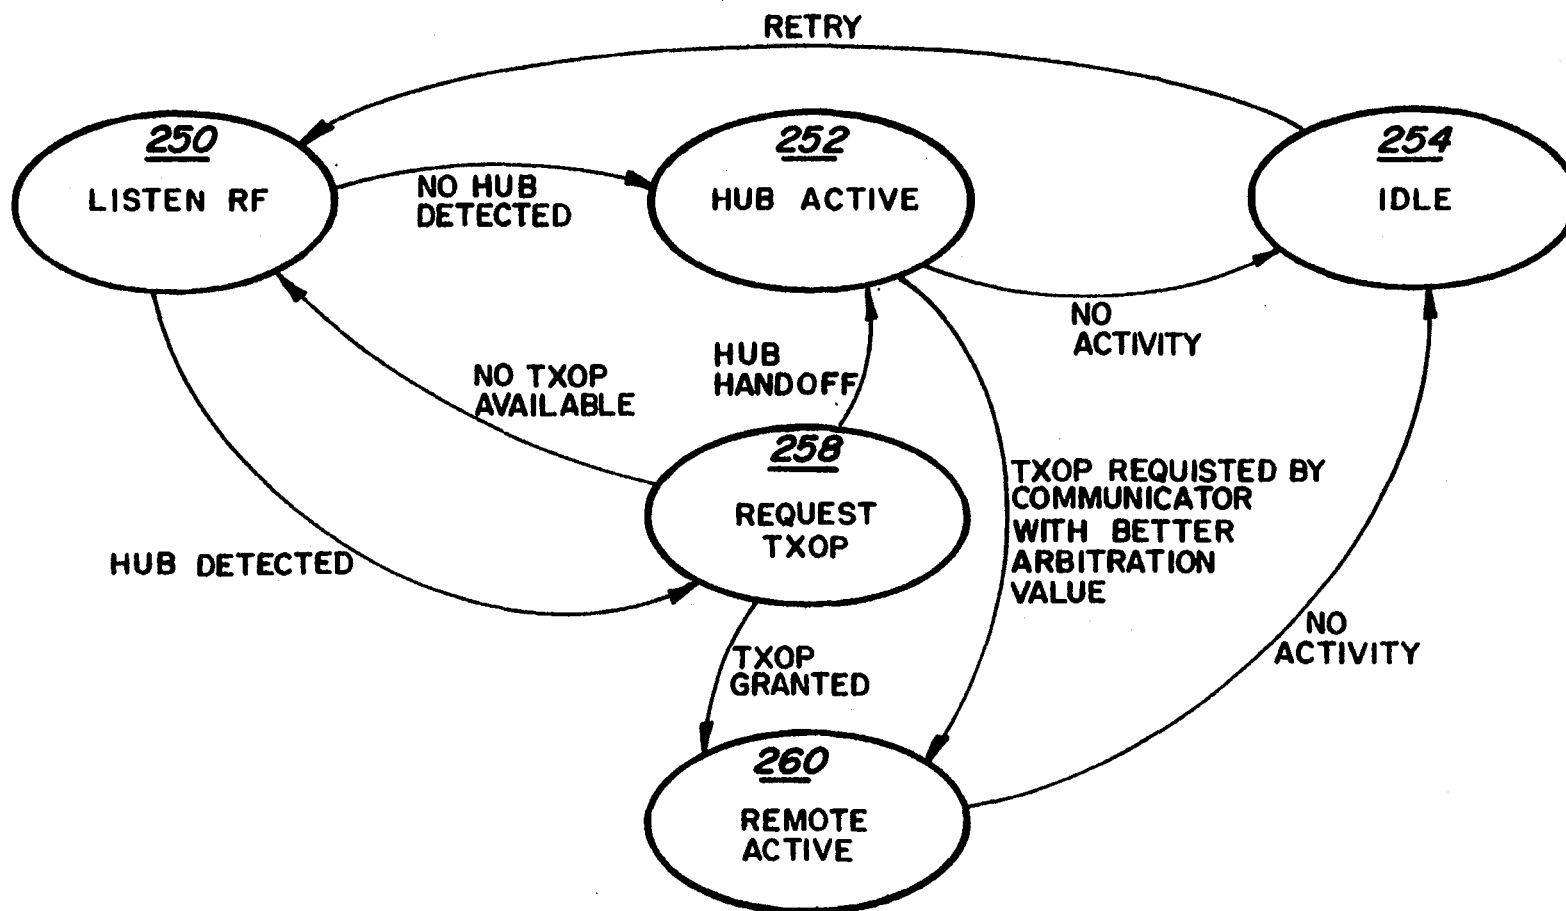 RETRY
250
LISTEN RF
NO HUB
DETECTED
252
HUB ACTIVE
254
IDLE
NO
ACTIVITY
HUB
HANDOFF
NO TXOP
AVAILABLE
258
REQUEST
TXOP
TXOP REQUISTED BY
COMMUNICATOR
WITH BETTER
ARBITRATION
VALUE
HUB DETECTED
NO
ACTIVITY
TXOP
GRANTED
260
REMOTE
ACTIVE